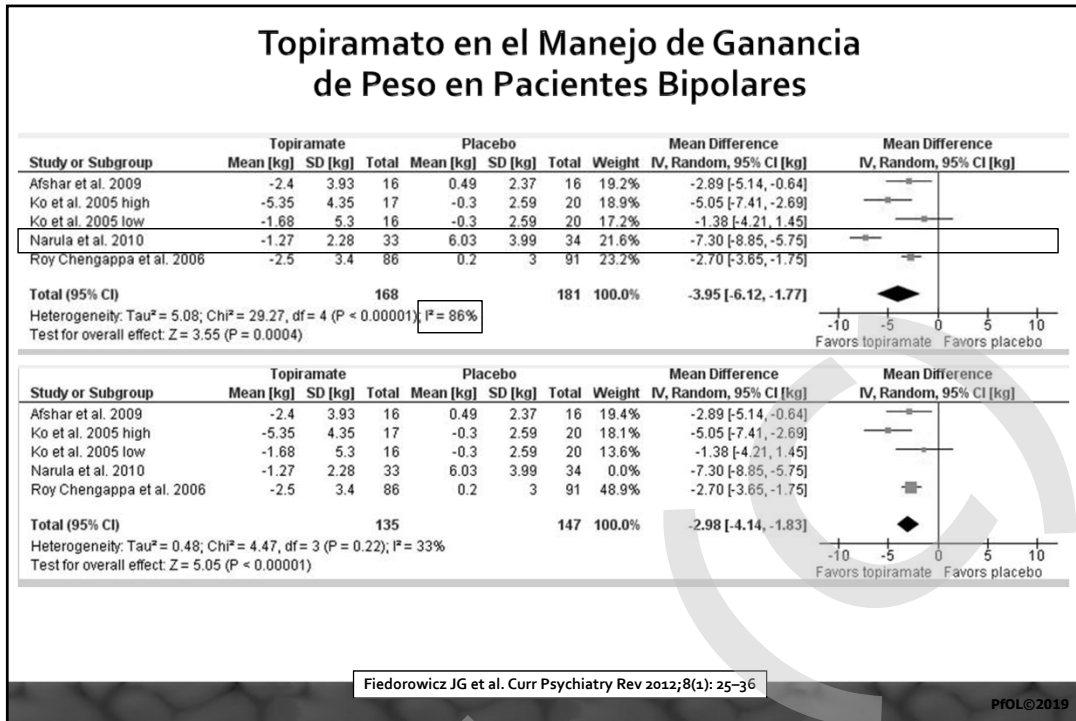 Topiramato en el Manejo de Ganancia
de Peso en Pacientes Bipolares
Topiramate Placebo Mean Difference Mean Difference
Study or Subgroup Mean [kg] SD [kg] Total Mean [kg] SD [kg] Total Weight IV, Random, 95% CI [kg] IV, Random, 95% CI [kg]
Afshar et al. 2009 -2.4 3.93 16 0.49 2.37 16 19.2% -2.89 [-5.14, -0.64]
Ko et al. 2005 high -5.35 4.35 17 -0.3 2.59 20 18.9% -5.05 [-7.41, -2.69]
Ko et al. 2005 low -1.68 5.3 16 -0.3 2.59 20 17.2% -1.38 [-4.21, 1.45]
Narula et al. 2010 -1.27 2.28 33 6.03 3.99 34 21.6% -7.30 [-8.85, -5.75]
Roy Chengappa et al. 2006 -2.5 3.4 86 0.2 3 91 23.2% -2.70 [-3.65, -1.75]
Total (95% CI) 168 181 100.0% -3.95 [-6.12, -1.77]
Heterogeneity: Tau² = 5.08; Chi² = 29.27, df = 4 (P < 0.00001); I² = 86%
Test for overall effect: Z = 3.55 (P = 0.0004)
-10 -5 0 5 10
Favors topiramate Favors placebo
Topiramate Placebo Mean Difference Mean Difference
Study or Subgroup Mean [kg] SD [kg] Total Mean [kg] SD [kg] Total Weight IV, Random, 95% CI [kg] IV, Random, 95% CI [kg]
Afshar et al. 2009 -2.4 3.93 16 0.49 2.37 16 19.4% -2.89 [-5.14, -0.64]
Ko et al. 2005 high -5.35 4.35 17 -0.3 2.59 20 18.1% -5.05 [-7.41, -2.69]
Ko et al. 2005 low -1.68 5.3 16 -0.3 2.59 20 13.6% -1.38 [-4.21, 1.45]
Narula et al. 2010 -1.27 2.28 33 6.03 3.99 34 0.0% -7.30 [-8.85, -5.75]
Roy Chengappa et al. 2006 -2.5 3.4 86 0.2 3 91 48.9% -2.70 [-3.65, -1.75]
Total (95% CI) 135 147 100.0% -2.98 [-4.14, -1.83]
Heterogeneity: Tau² = 0.48; Chi² = 4.47, df = 3 (P = 0.22); I² = 33%
Test for overall effect: Z = 5.05 (P < 0.00001)
-10 -5 0 5 10
Favors topiramate Favors placebo
Fiedorowicz JG et al. Curr Psychiatry Rev 2012;8(1): 25–36
PfOL©2019